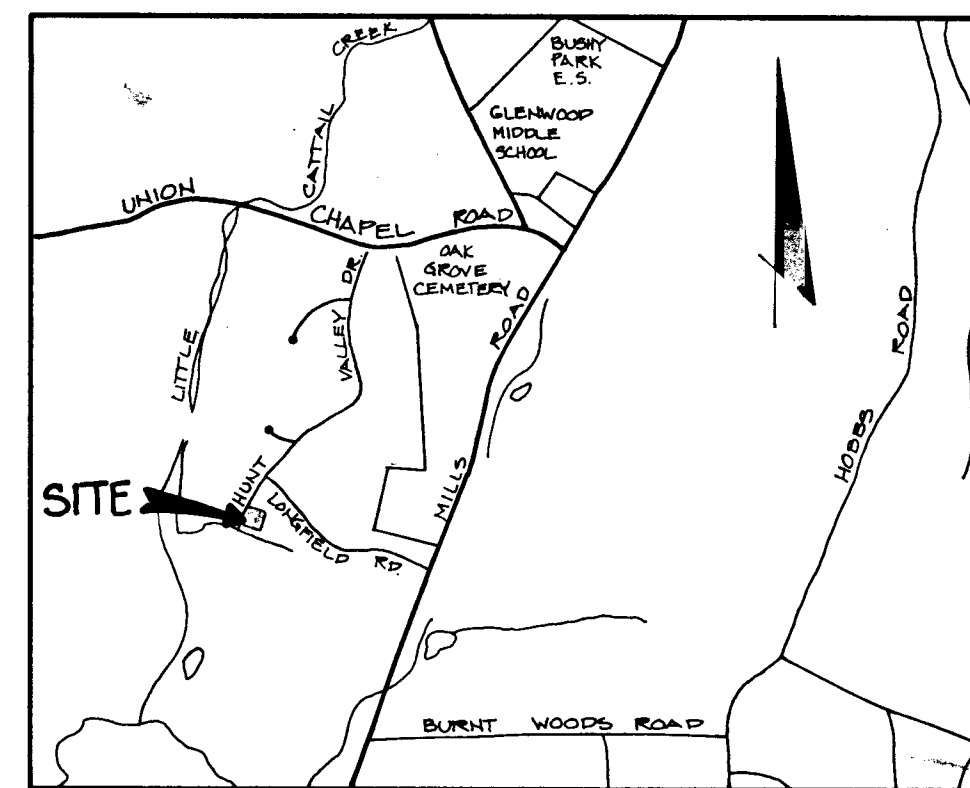 CREEK
CATTAIL
LITTLE
BUSHY
PARK
E.S.
GLENWOOD
MIDDLE
SCHOOL
UNION CHAPEL ROAD
OAK
GROVE
CEMETERY
HUNT VALLEY DR.
MILLS ROAD
HOBBS ROAD
SITE
LONGFIELD RD.
BURNT WOODS ROAD